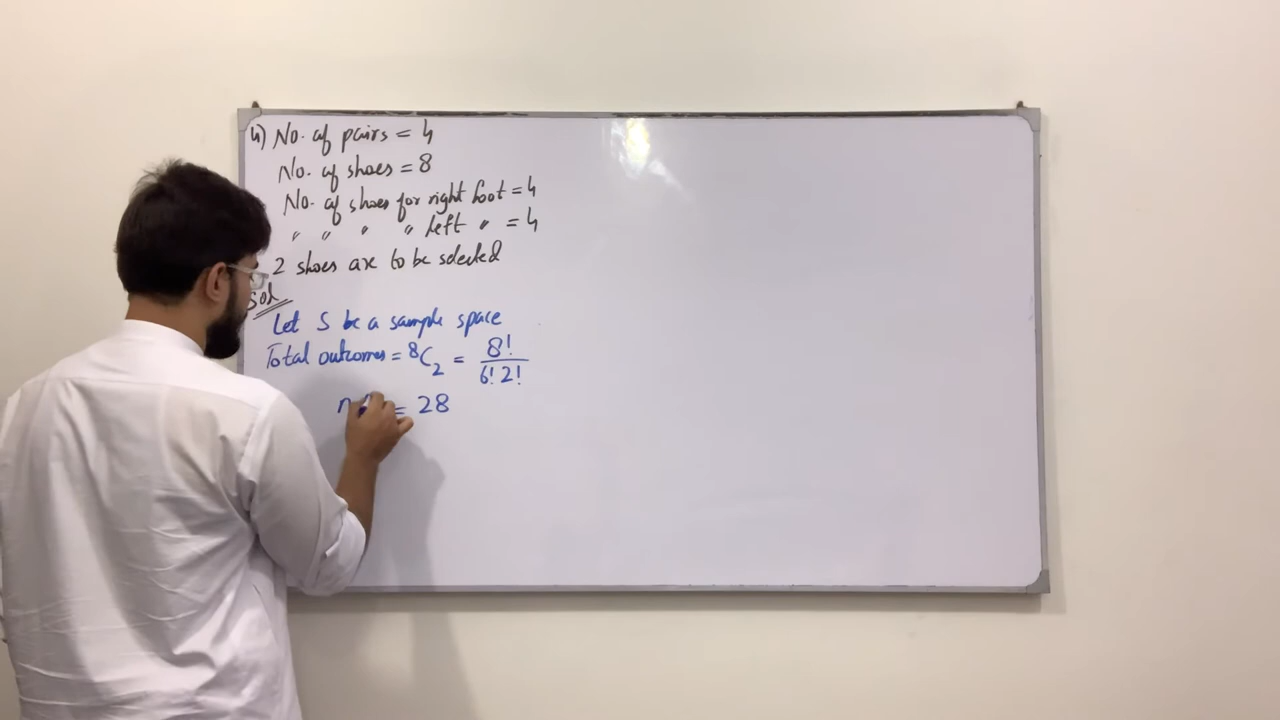 4) No. of pairs = 4
No. of shoes = 8
No. of shoes for right foot = 4
" " " " left " = 4
2 shoes are to be selected
Sol
Let S be a sample space
Total outcomes = ⁸C₂ = 8! / 6! 2!
n = 28